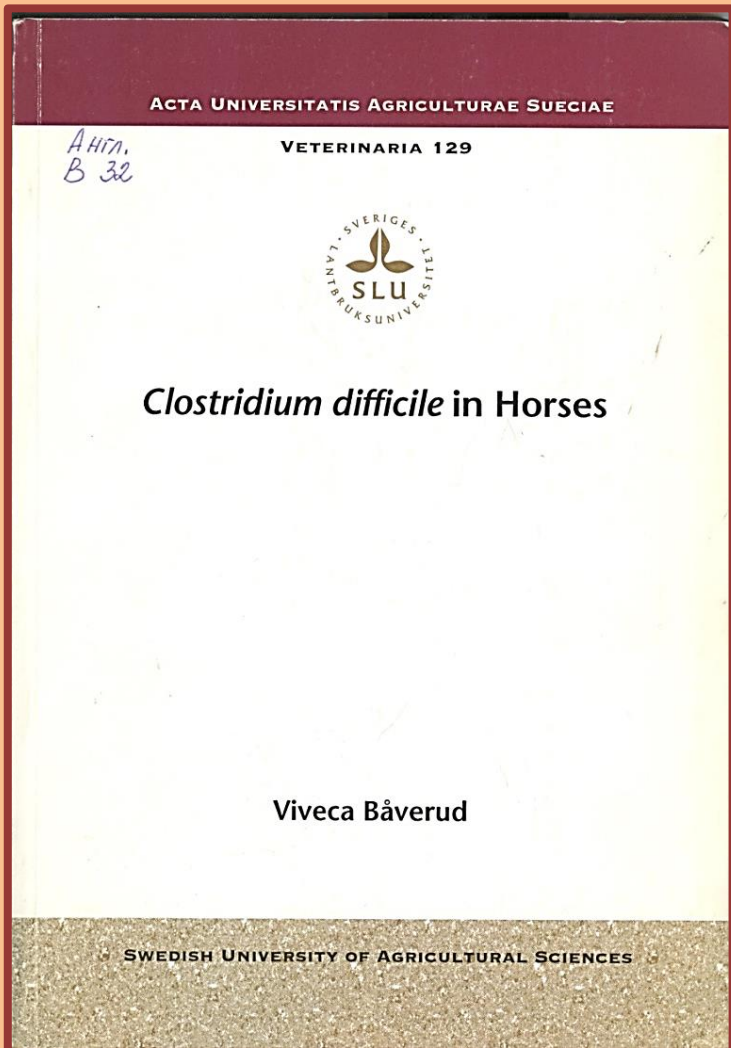 ACTA UNIVERSITATIS AGRICULTURAE SUECIAE
Англ.
В 32
VETERINARIA 129
SVERIGES LANTBRUKSUNIVERSITET
SLU
Clostridium difficile in Horses
Viveca Båverud
SWEDISH UNIVERSITY OF AGRICULTURAL SCIENCES